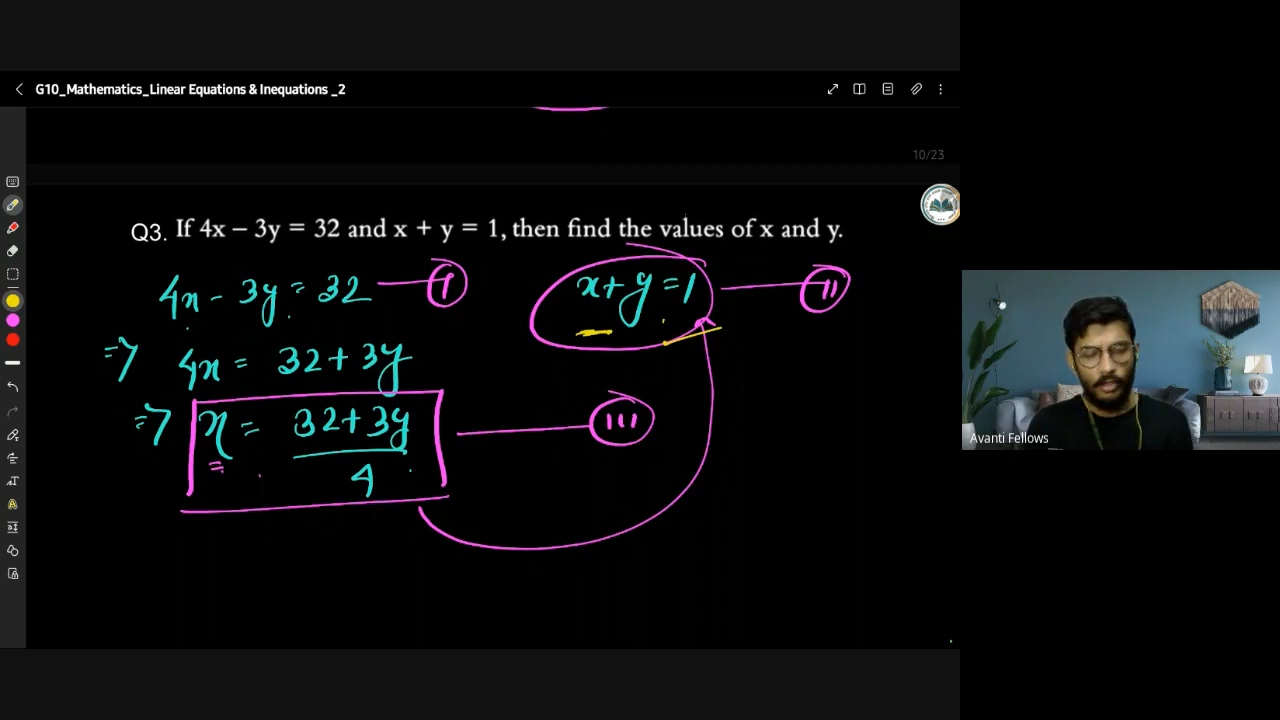 G10_Mathematics_Linear Equations & Inequations _2
10/23
Q3. If 4x – 3y = 32 and x + y = 1, then find the values of x and y.
4x - 3y = 32 — I
x + y = 1 — II
=> 4x = 32 + 3y
=> x = 32 + 3y / 4 — III
Avanti Fellows